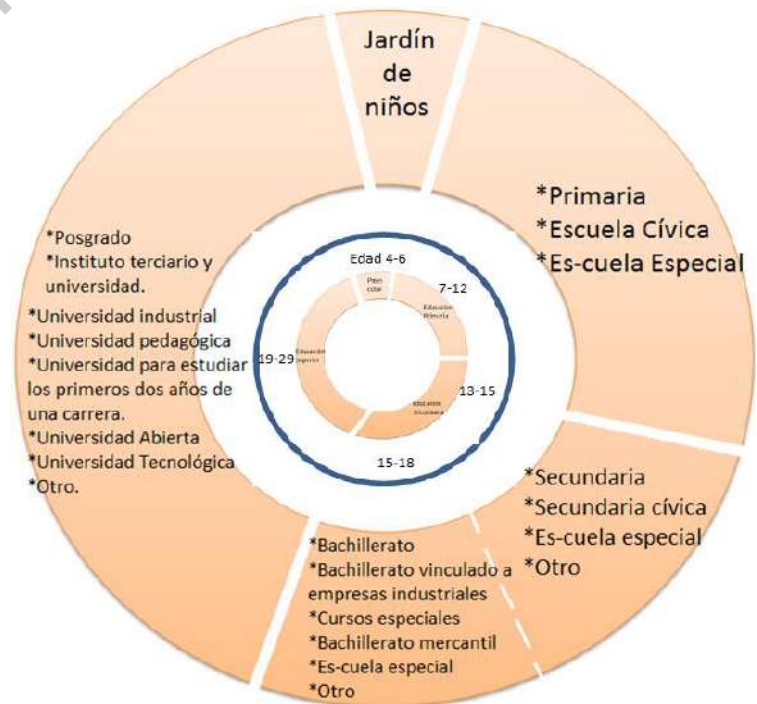 Jardín
de
niños
*Primaria
*Escuela Cívica
*Es-cuela Especial
*Secundaria
*Secundaria cívica
*Es-cuela especial
*Otro
*Bachillerato
*Bachillerato vinculado a
empresas industriales
*Cursos especiales
*Bachillerato mercantil
*Es-cuela especial
*Otro
*Posgrado
*Instituto terciario y
universidad.
*Universidad industrial
*Universidad pedagógica
*Universidad para estudiar
los primeros dos años de
una carrera.
*Universidad Abierta
*Universidad Tecnológica
*Otro.
Edad 4-6
7-12
13-15
15-18
19-29
Educación
Primaria
Educación